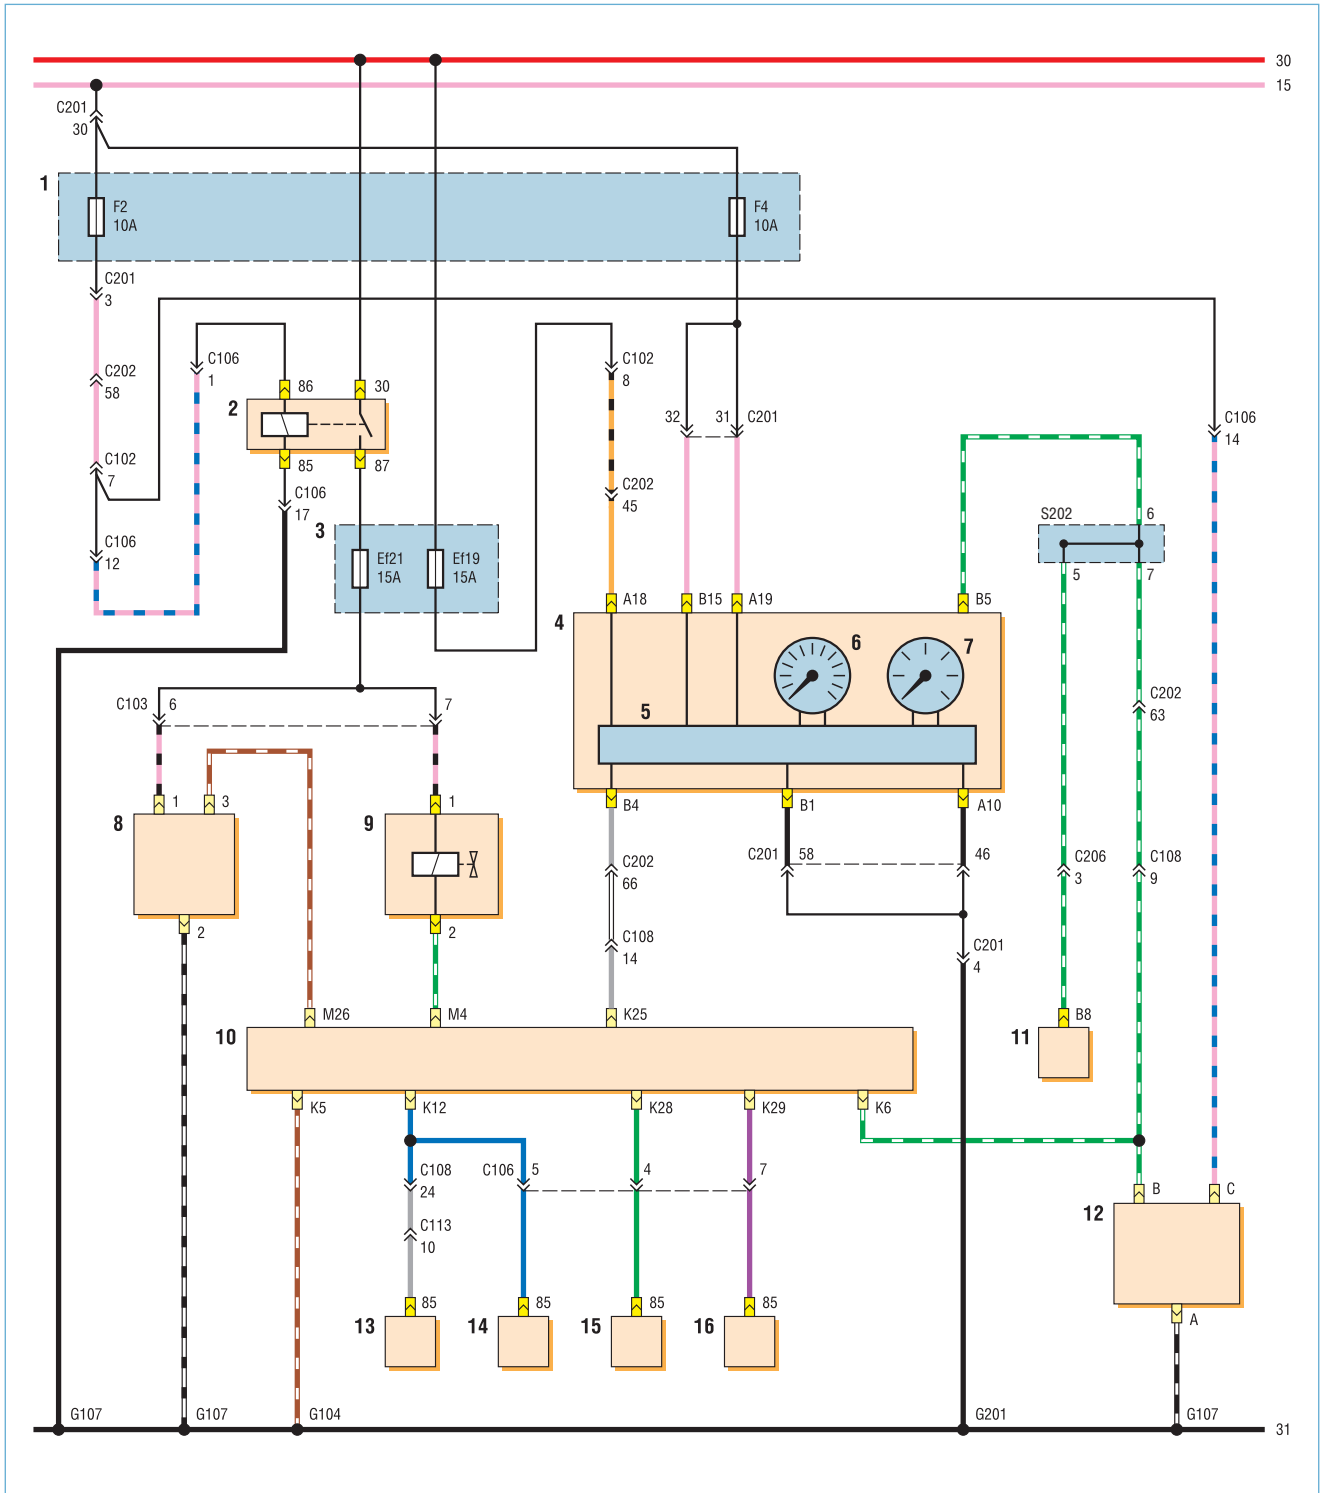 30
15
C201
30
1
F2
10A
F4
10A
C201
3
C202
58
C106
1
C102
7
C106
12
86
30
2
85
87
C106
17
C102
8
C202
45
32
31
C201
C106
14
3
Ef21
15A
Ef19
15A
S202
6
5
7
A18
B15
A19
B5
4
6
7
5
C202
63
C103
6
7
B4
B1
A10
1
3
8
1
9
2
2
C202
66
C201
58
46
C206
3
C108
9
C108
14
C201
4
M26
M4
K25
10
B8
11
K5
K12
K28
K29
K6
C108
24
C106
5
4
7
C113
10
B
C
12
85
85
85
85
13
14
15
16
A
G107
G107
G104
G201
G107
31